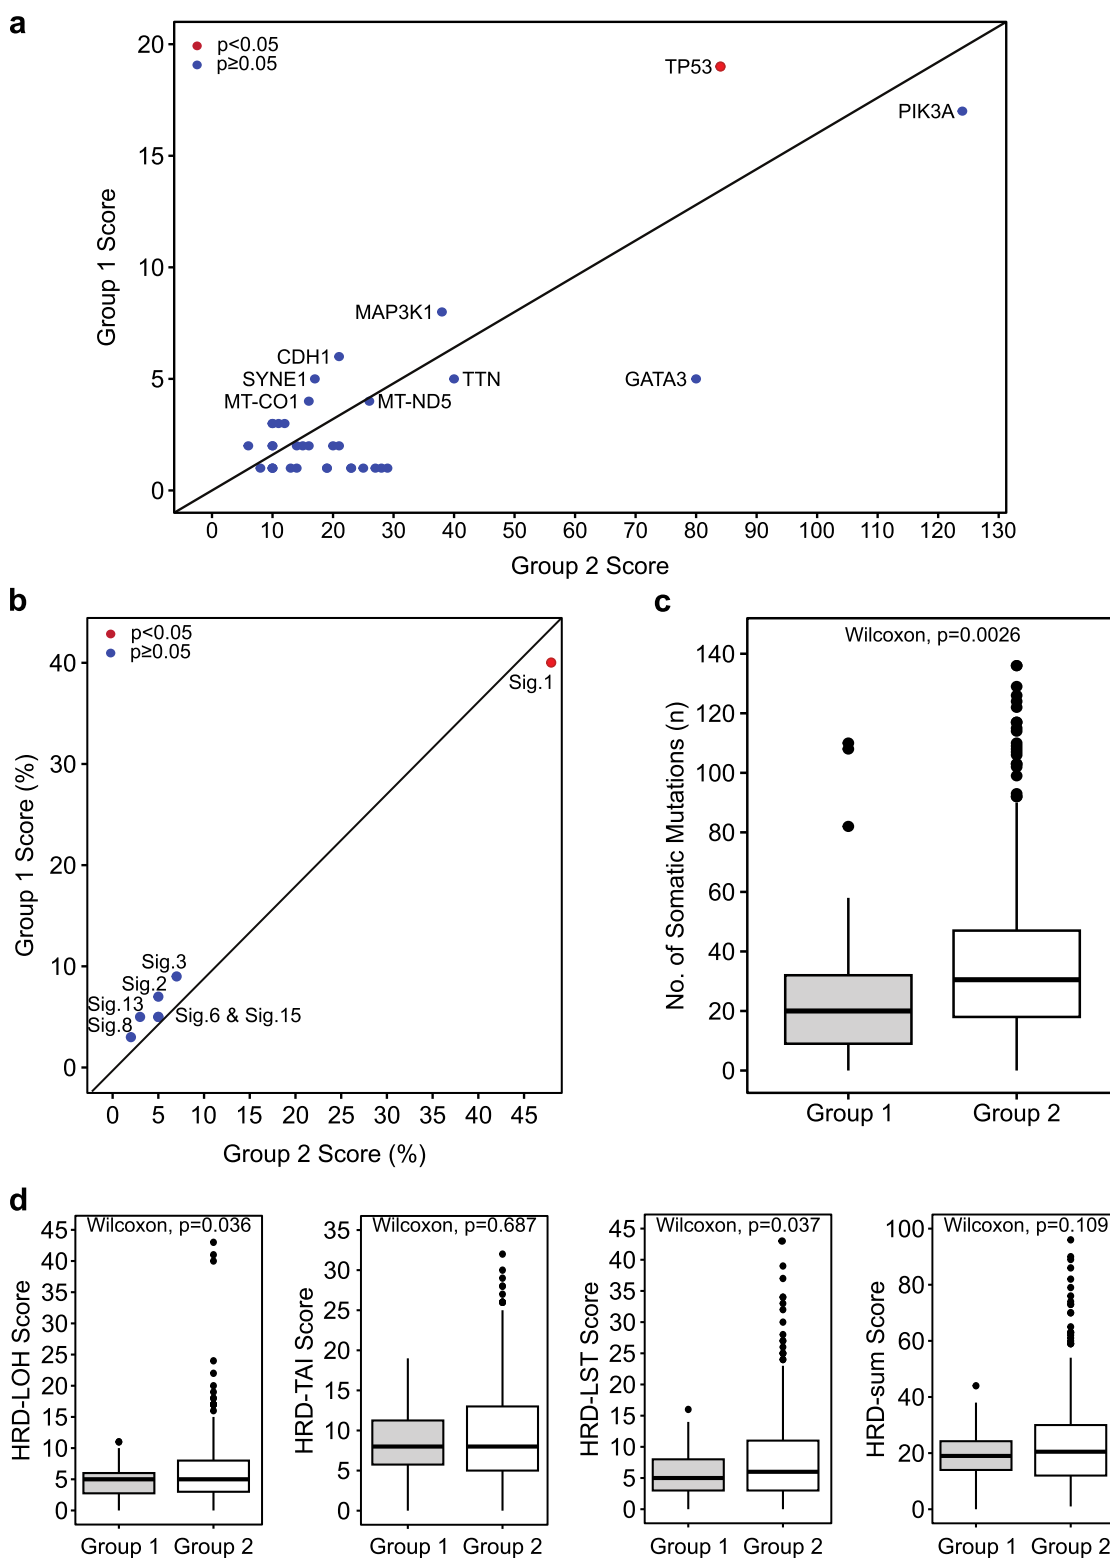 a
p<0.05
p≥0.05
TP53
PIK3A
MAP3K1
CDH1
SYNE1
TTN
GATA3
MT-CO1
MT-ND5
20
15
10
5
0
Group 1 Score
0 10 20 30 40 50 60 70 80 90 100 110 120 130
Group 2 Score
b
p<0.05
p≥0.05
Sig.1
Sig.3
Sig.2
Sig.13
Sig.6 & Sig.15
Sig.8
40
30
20
10
0
Group 1 Score (%)
0 5 10 15 20 25 30 35 40 45
Group 2 Score (%)
c
Wilcoxon, p=0.0026
140
120
100
80
60
40
20
0
No. of Somatic Mutations (n)
Group 1 Group 2
d
Wilcoxon, p=0.036
45
40
35
30
25
20
15
10
5
0
HRD-LOH Score
Group 1 Group 2
Wilcoxon, p=0.687
35
30
25
20
15
10
5
0
HRD-TAI Score
Group 1 Group 2
Wilcoxon, p=0.037
45
40
35
30
25
20
15
10
5
0
HRD-LST Score
Group 1 Group 2
Wilcoxon, p=0.109
100
80
60
40
20
0
HRD-sum Score
Group 1 Group 2